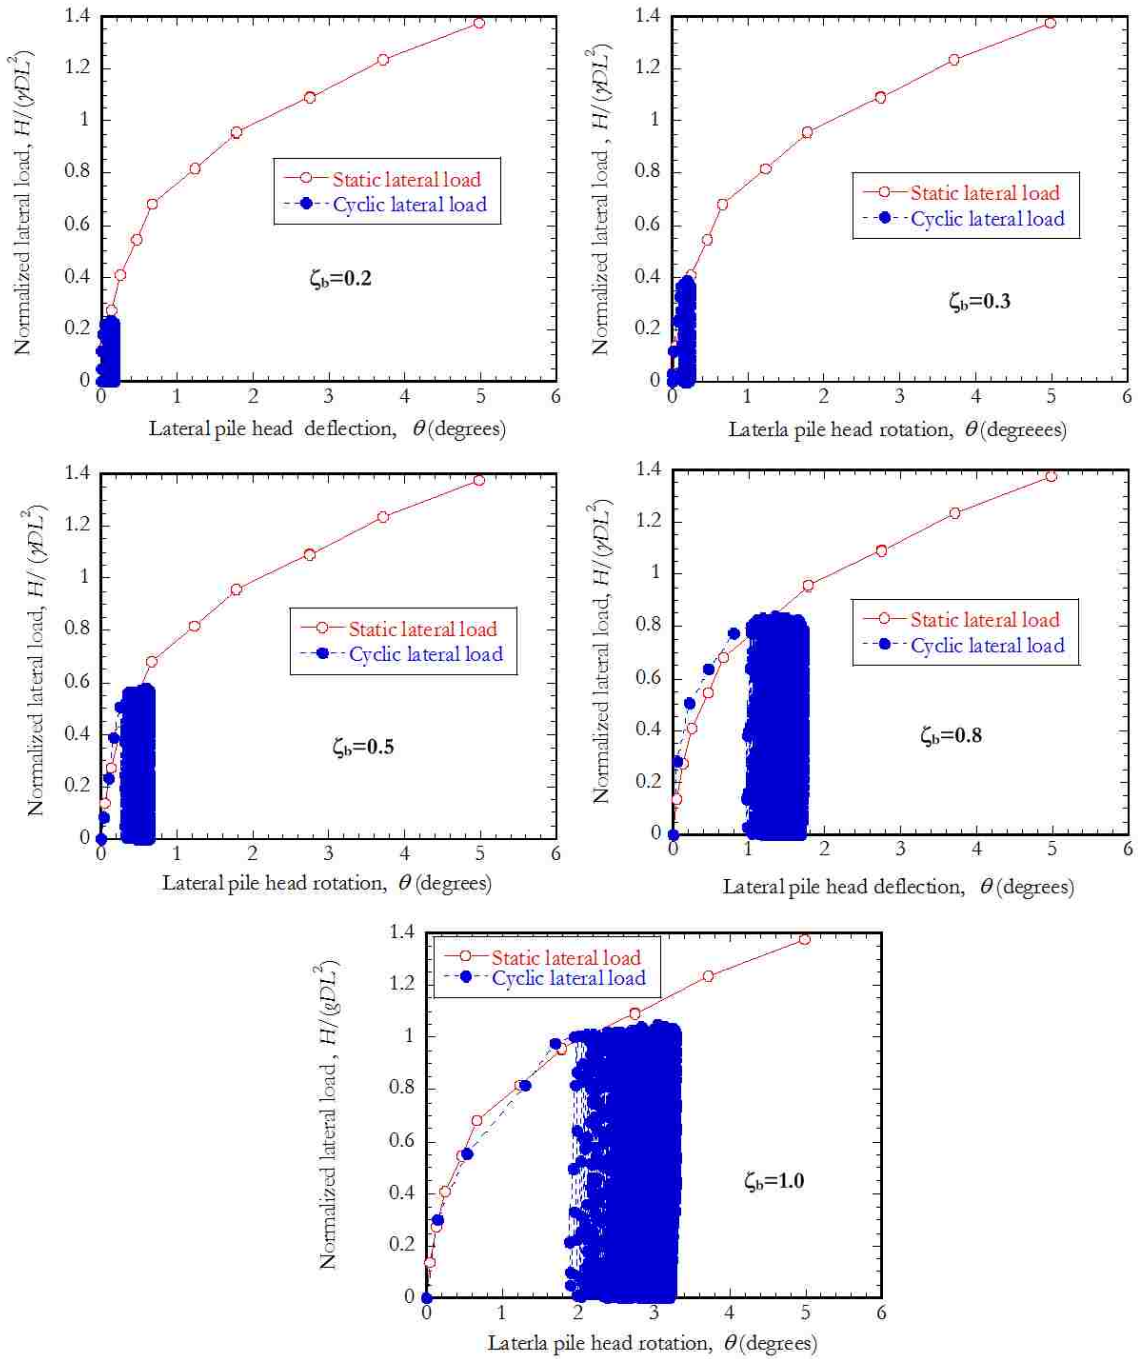 Normalized lateral load, H/(γDL²)
1.4
1.2
1
0.8
0.6
0.4
0.2
0
Static lateral load
Cyclic lateral load
ζb=0.2
0 1 2 3 4 5 6
Lateral pile head deflection, θ (degrees)
Normalized lateral load , H/(γDL²)
1.4
1.2
1
0.8
0.6
0.4
0.2
0
Static lateral load
Cyclic lateral load
ζb=0.3
0 1 2 3 4 5 6
Laterla pile head rotation, θ (degreees)
Normalized lateral load, H/ (γDL²)
1.4
1.2
1
0.8
0.6
0.4
0.2
0
Static lateral load
Cyclic lateral load
ζb=0.5
0 1 2 3 4 5 6
Lateral pile head rotation, θ (degrees)
Normalized lateral load, H/(γDL²)
1.4
1.2
1
0.8
0.6
0.4
0.2
0
Static lateral load
Cyclic lateral load
ζb=0.8
0 1 2 3 4 5 6
Lateral pile head deflection, θ (degrees)
Normalized lateral load , H/(gDL²)
1.4
1.2
1
0.8
0.6
0.4
0.2
0
Static lateral load
Cyclic lateral load
ζb=1.0
0 1 2 3 4 5 6
Laterla pile head rotation, θ (degrees)